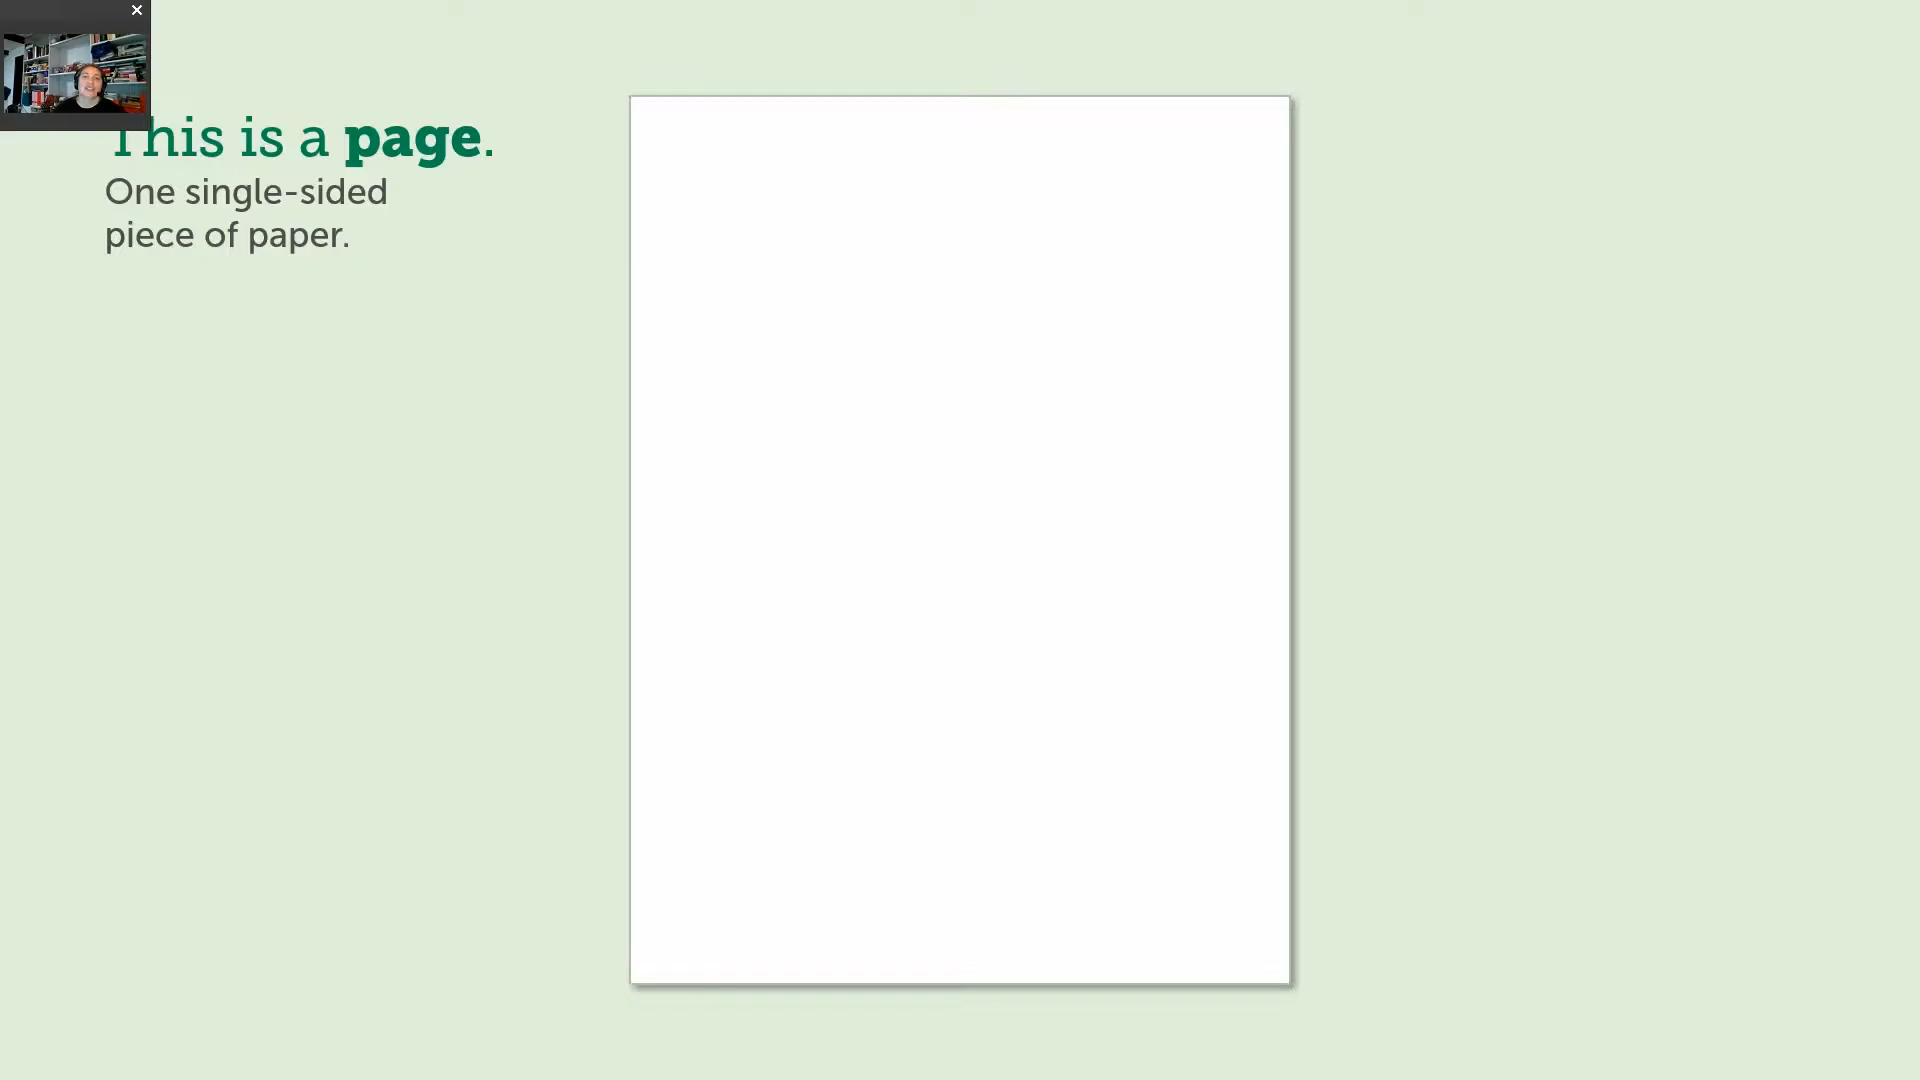 This is a page.
One single-sided
piece of paper.